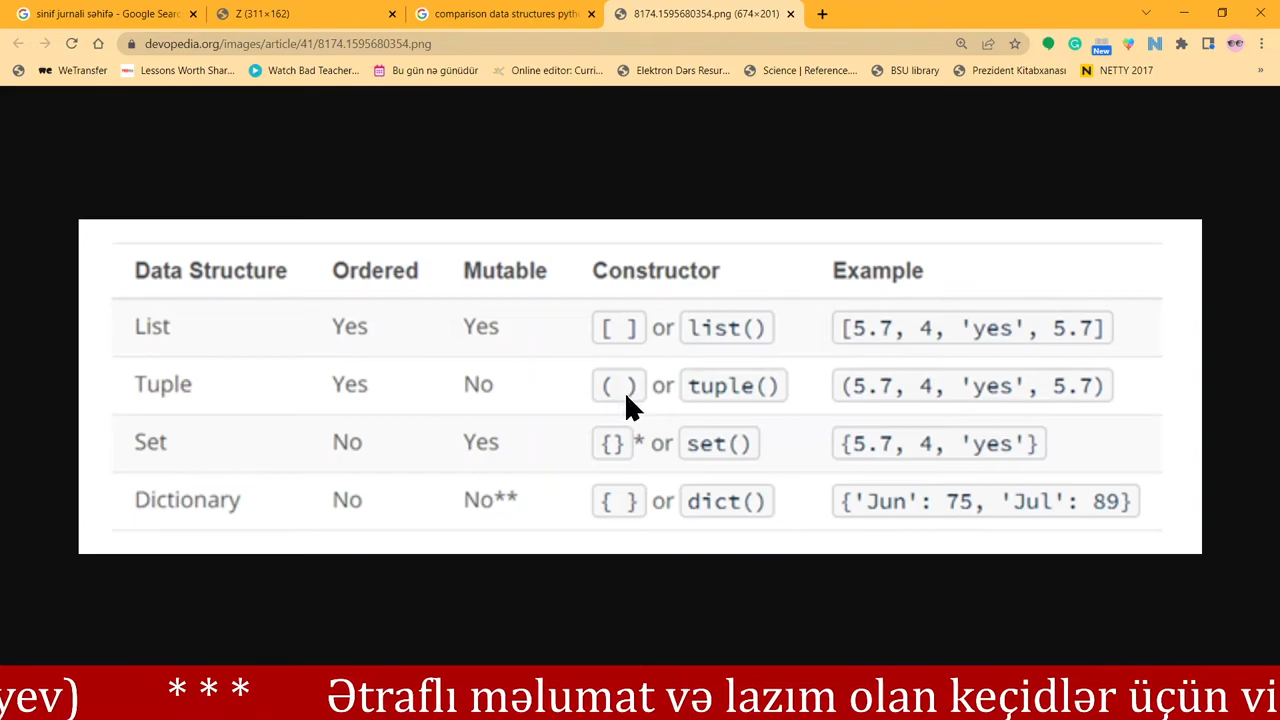 sinif jurnali səhifə - Google Searc
Z (311×162)
comparison data structures pyth
8174.1595680354.png (674×201)
devopedia.org/images/article/41/8174.1595680354.png
New
WeTransfer
Lessons Worth Shar...
Watch Bad Teacher...
Bu gün nə günüdür
Online editor: Curri...
Elektron Dərs Resur...
Science | Reference....
BSU library
Prezident Kitabxanası
NETTY 2017
»
Data Structure Ordered Mutable Constructor Example
List Yes Yes [ ] or list() [5.7, 4, 'yes', 5.7]
Tuple Yes No ( ) or tuple() (5.7, 4, 'yes', 5.7)
Set No Yes {}* or set() {5.7, 4, 'yes'}
Dictionary No No** { } or dict() {'Jun': 75, 'Jul': 89}
yev) * * * Ətraflı məlumat və lazım olan keçidlər üçün vi